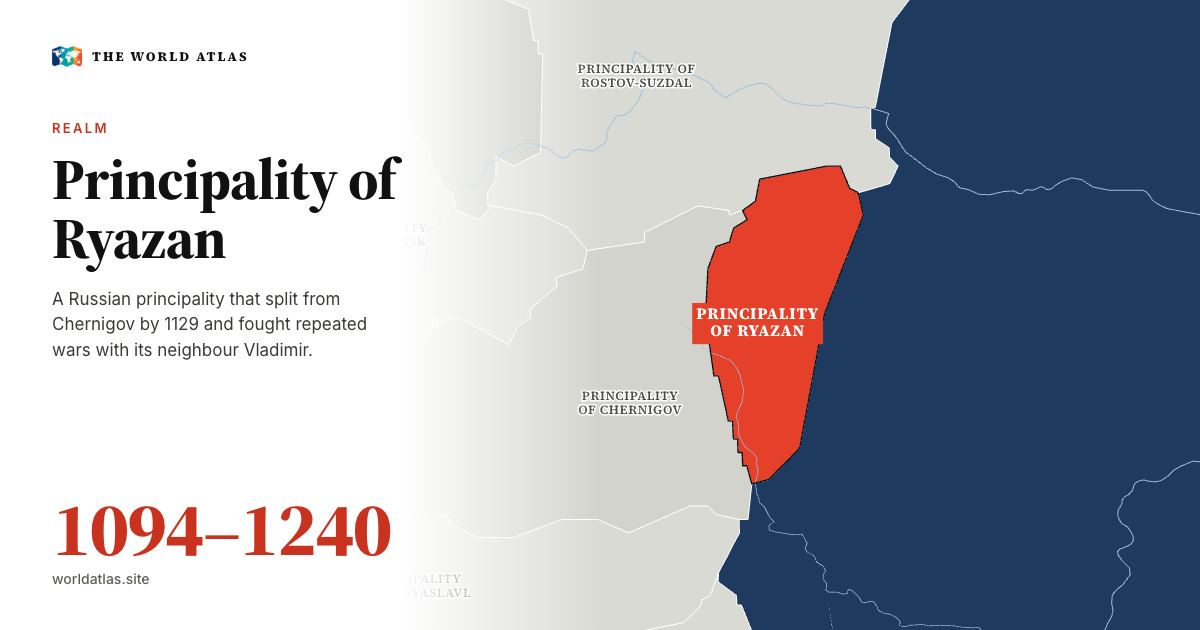 THE WORLD ATLAS
REALM
Principality of
Ryazan
A Russian principality that split from
Chernigov by 1129 and fought repeated
wars with its neighbour Vladimir.
1094–1240
worldatlas.site
PRINCIPALITY OF
ROSTOV-SUZDAL
PRINCIPALITY
OF RYAZAN
PRINCIPALITY
OF CHERNIGOV